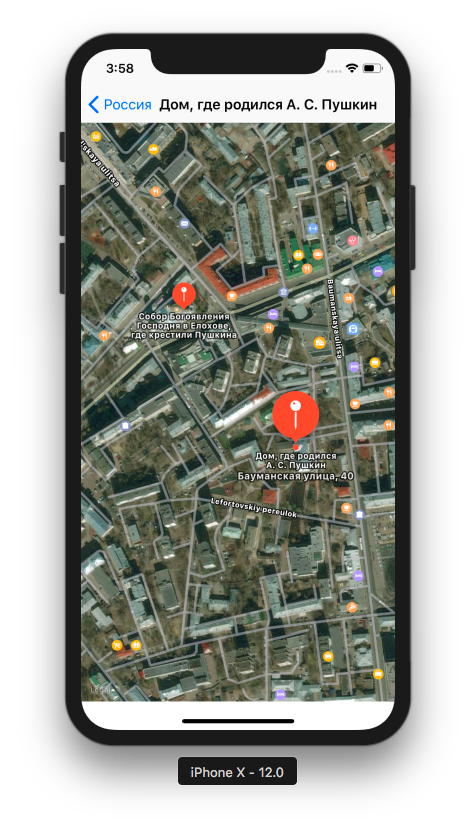 3:58
Россия
Дом, где родился А. С. Пушкин
lskaya ulitsa
Baumanskaya ulitsa
Собор Богоявления
Господня в Елохове,
где крестили Пушкина
Дом, где родился
А. С. Пушкин
Бауманская улица, 40
Lefortovskiy pereulok
Legal
iPhone X - 12.0